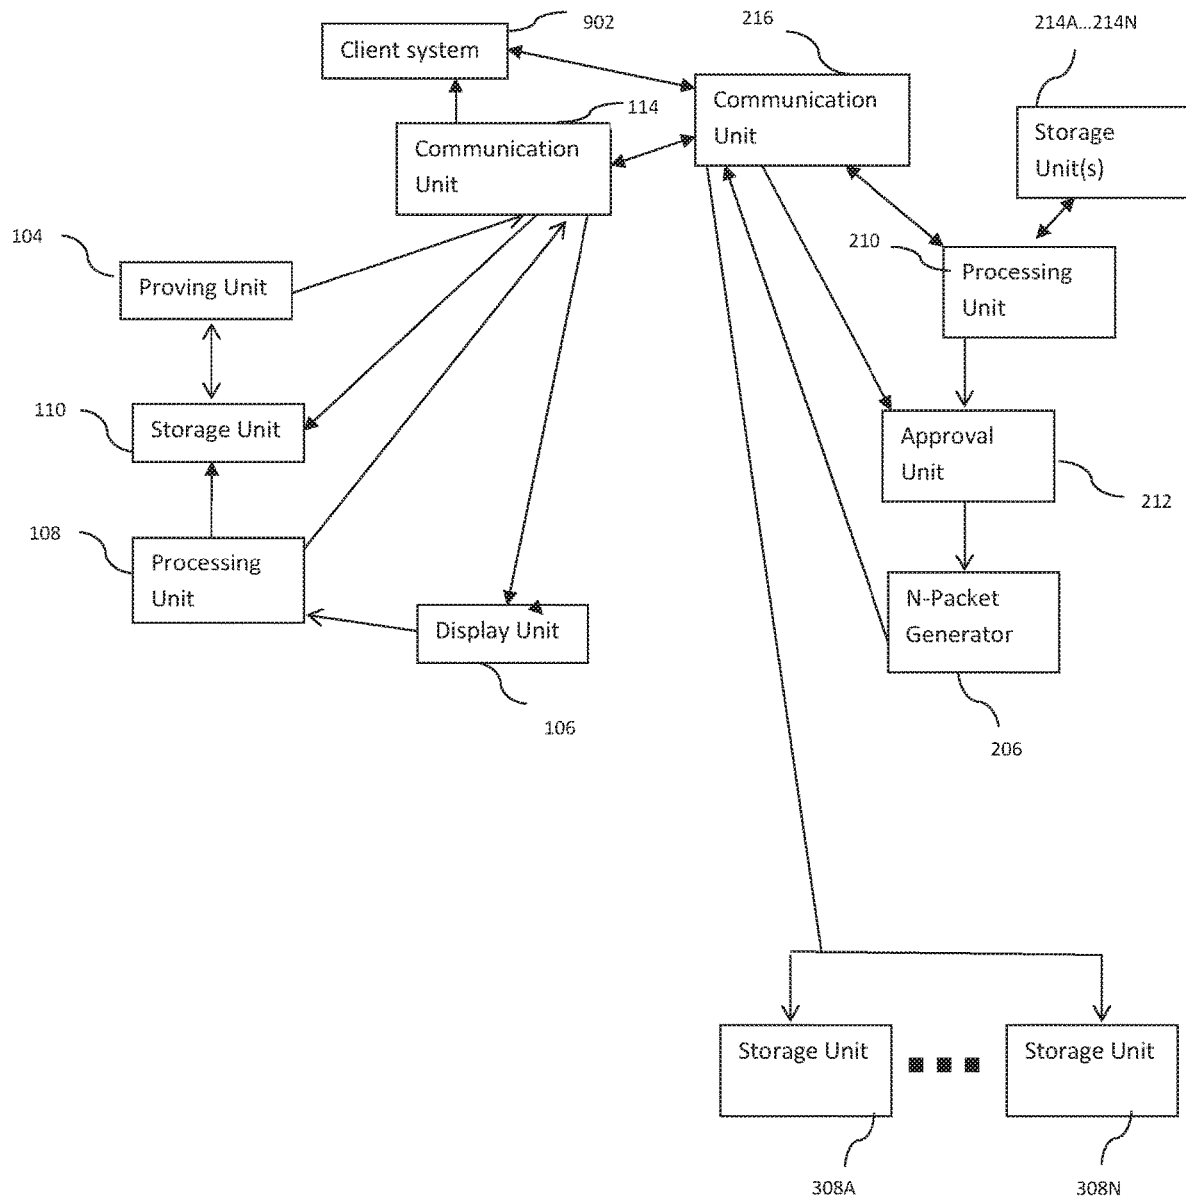 902
Client system
216
214A...214N
114
Communication
Unit
Communication
Unit
Storage
Unit(s)
104
Proving Unit
210
Processing
Unit
110
Storage Unit
Approval
Unit
212
108
Processing
Unit
Display Unit
106
N-Packet
Generator
206
Storage Unit
Storage Unit
308A
308N